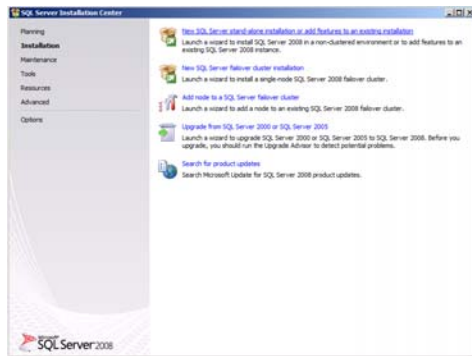 SQL Server Installation Center
Planning
Installation
Maintenance
Tools
Resources
Advanced
Options
New SQL Server stand-alone installation or add features to an existing installation
Launch a wizard to install SQL Server 2008 in a non-clustered environment or to add features to an
existing SQL Server 2008 instance.
New SQL Server failover cluster installation
Launch a wizard to install a single-node SQL Server 2008 failover cluster.
Add node to a SQL Server failover cluster
Launch a wizard to add a node to an existing SQL Server 2008 failover cluster.
Upgrade from SQL Server 2000 or SQL Server 2005
Launch a wizard to upgrade SQL Server 2000 or SQL Server 2005 to SQL Server 2008. Before you
upgrade, you should run the Upgrade Advisor to detect potential problems.
Search for product updates
Search Microsoft Update for SQL Server 2008 product updates.
Microsoft
SQL Server 2008